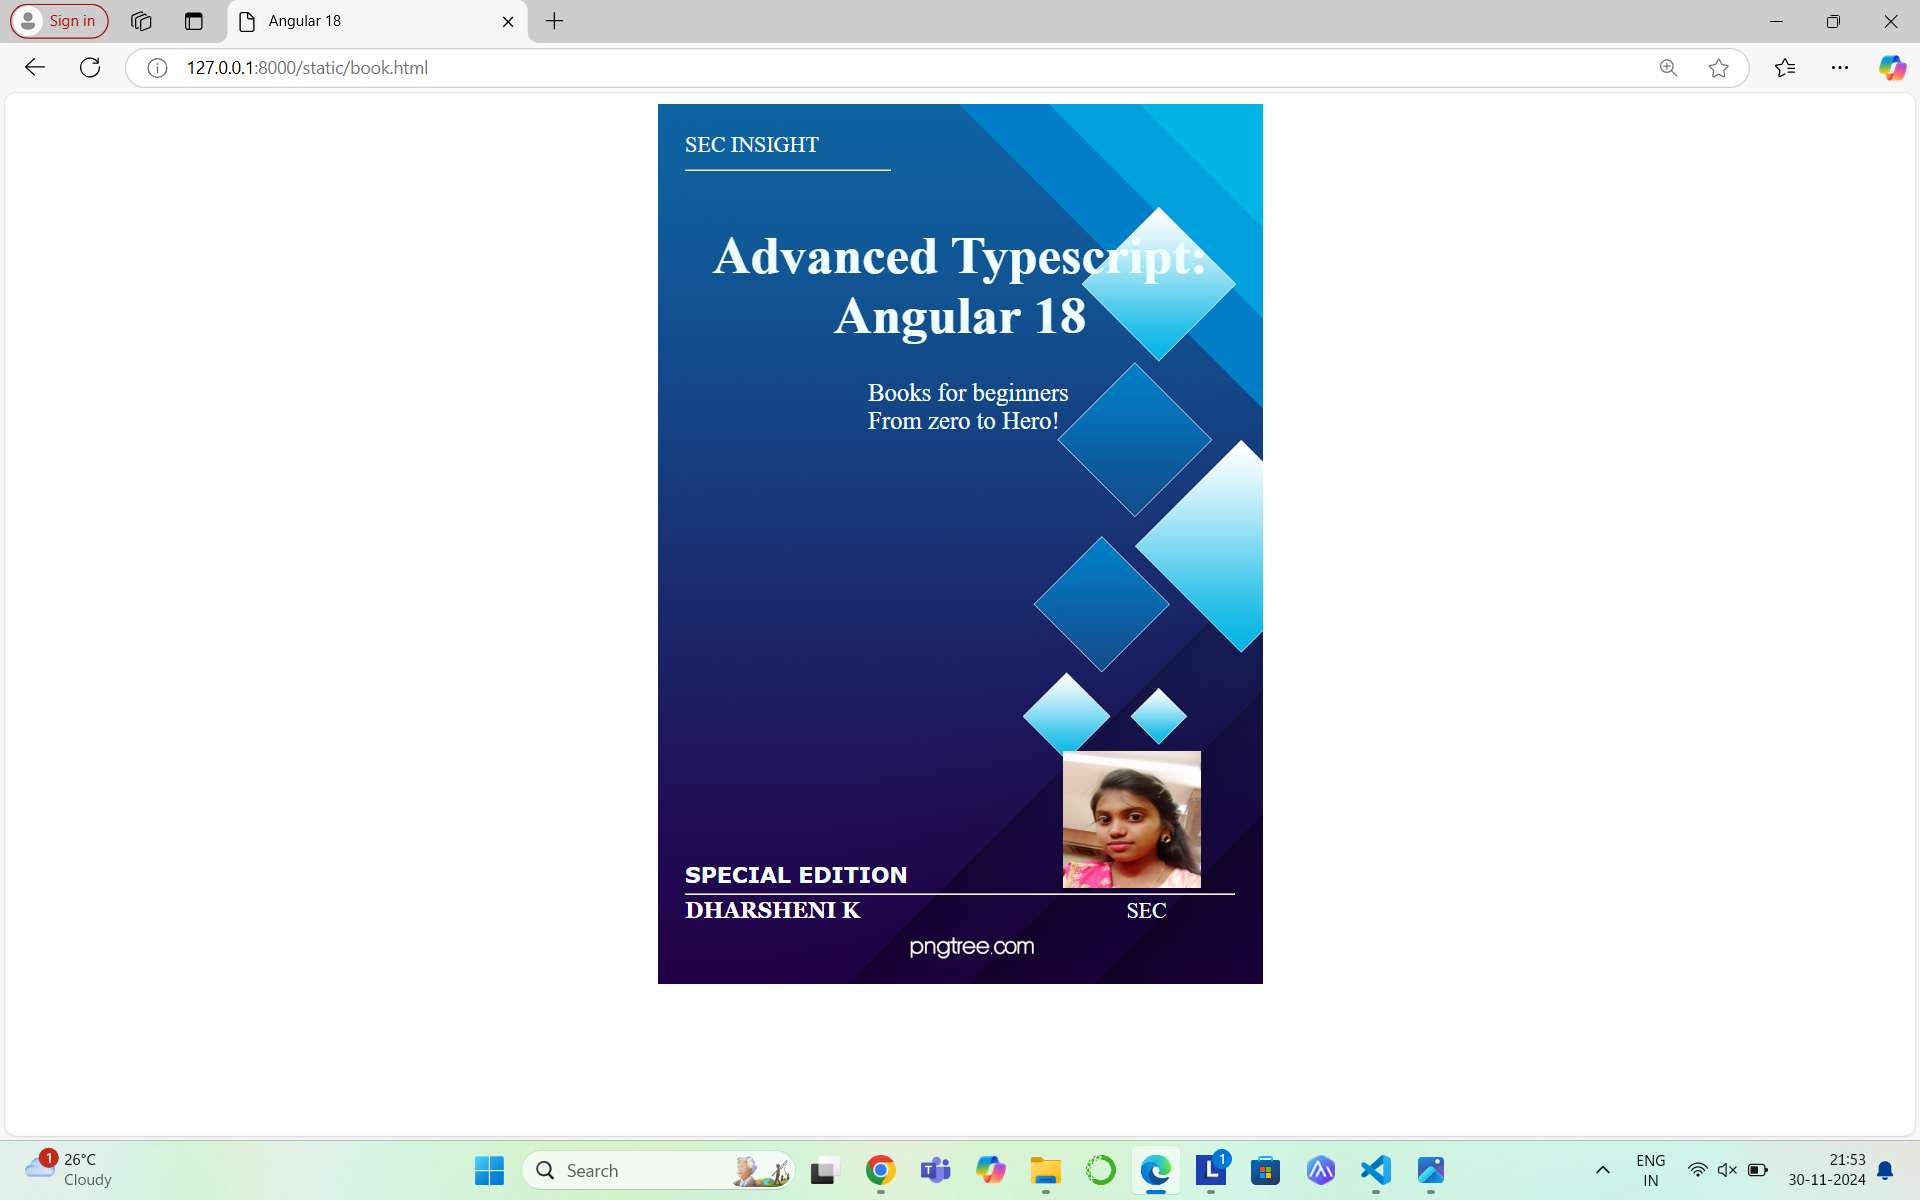 Sign in
Angular 18
127.0.0.1:8000/static/book.html
SEC INSIGHT
Advanced Typescript:
Angular 18
Books for beginners
From zero to Hero!
SPECIAL EDITION
DHARSHENI K
SEC
pngtree.com
1
26°C
Cloudy
Search
1
ENG
IN
21:53
30-11-2024